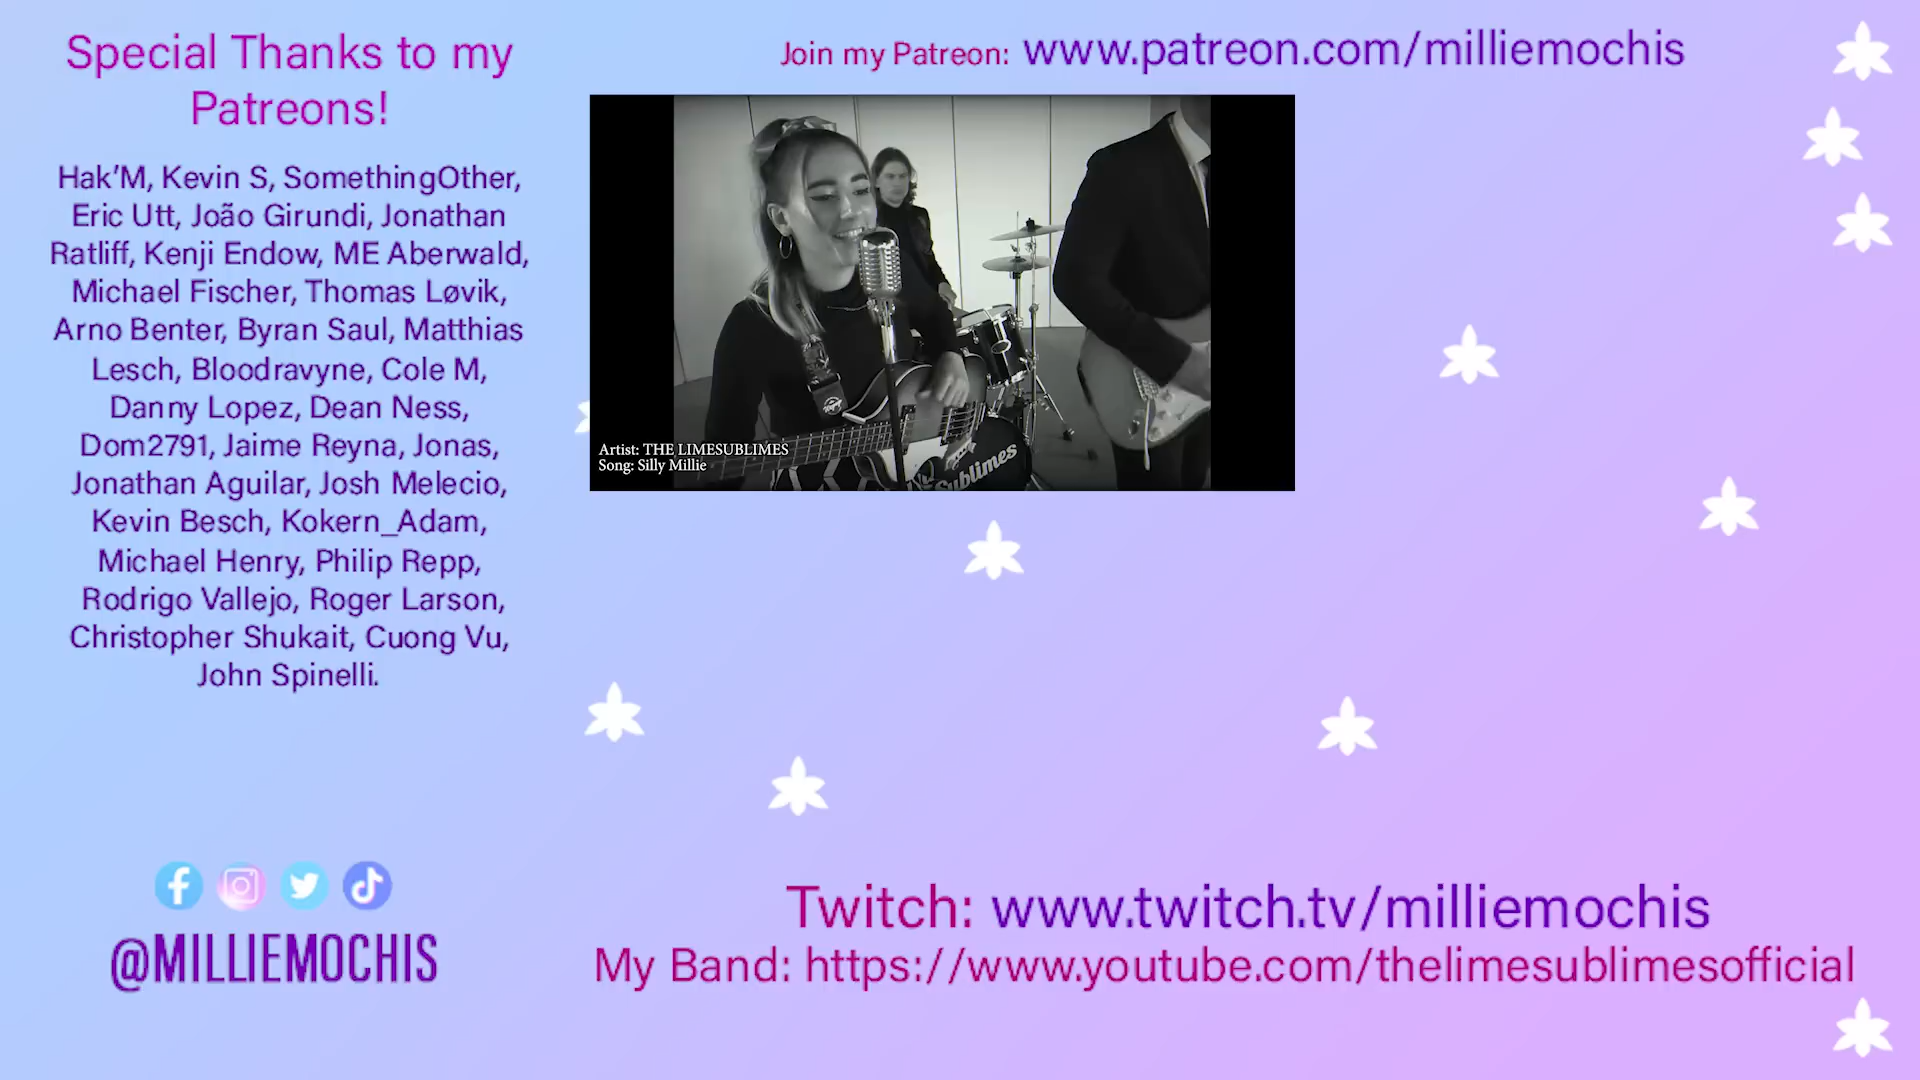 Special Thanks to my
Patreons!
Hak'M, Kevin S, SomethingOther,
Eric Utt, João Girundi, Jonathan
Ratliff, Kenji Endow, ME Aberwald,
Michael Fischer, Thomas Løvik,
Arno Benter, Byran Saul, Matthias
Lesch, Bloodravyne, Cole M,
Danny Lopez, Dean Ness,
Dom2791, Jaime Reyna, Jonas,
Jonathan Aguilar, Josh Melecio,
Kevin Besch, Kokern_Adam,
Michael Henry, Philip Repp,
Rodrigo Vallejo, Roger Larson,
Christopher Shukait, Cuong Vu,
John Spinelli.
@MILLIEMOCHIS
Join my Patreon: www.patreon.com/milliemochis
Artist: THE LIMESUBLIMES
Song: Silly Millie
Sublimes
Twitch: www.twitch.tv/milliemochis
My Band: https://www.youtube.com/thelimesublimesofficial